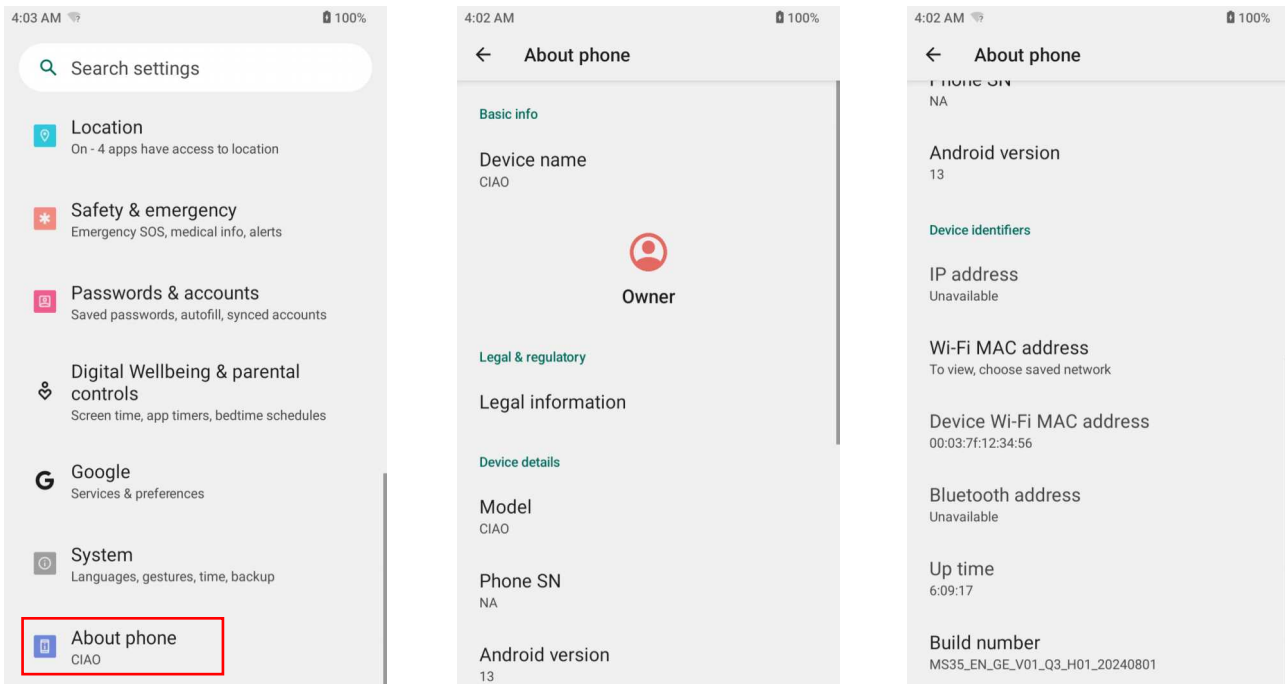 4:03 AM 100%
Search settings
Location
On - 4 apps have access to location
Safety & emergency
Emergency SOS, medical info, alerts
Passwords & accounts
Saved passwords, autofill, synced accounts
Digital Wellbeing & parental
controls
Screen time, app timers, bedtime schedules
Google
Services & preferences
System
Languages, gestures, time, backup
About phone
CIAO
4:02 AM 100%
About phone
Basic info
Device name
CIAO
Owner
Legal & regulatory
Legal information
Device details
Model
CIAO
Phone SN
NA
Android version
13
4:02 AM 100%
About phone
Phone SN
NA
Android version
13
Device identifiers
IP address
Unavailable
Wi-Fi MAC address
To view, choose saved network
Device Wi-Fi MAC address
00:03:7f:12:34:56
Bluetooth address
Unavailable
Up time
6:09:17
Build number
MS35_EN_GE_V01_Q3_H01_20240801